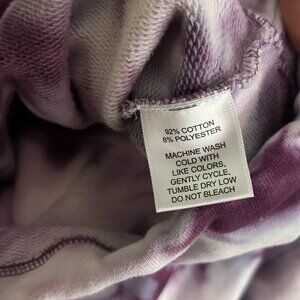 92% COTTON
8% POLYESTER
MACHINE WASH
COLD WITH
LIKE COLORS,
GENTLY CYCLE,
TUMBLE DRY LOW
DO NOT BLEACH